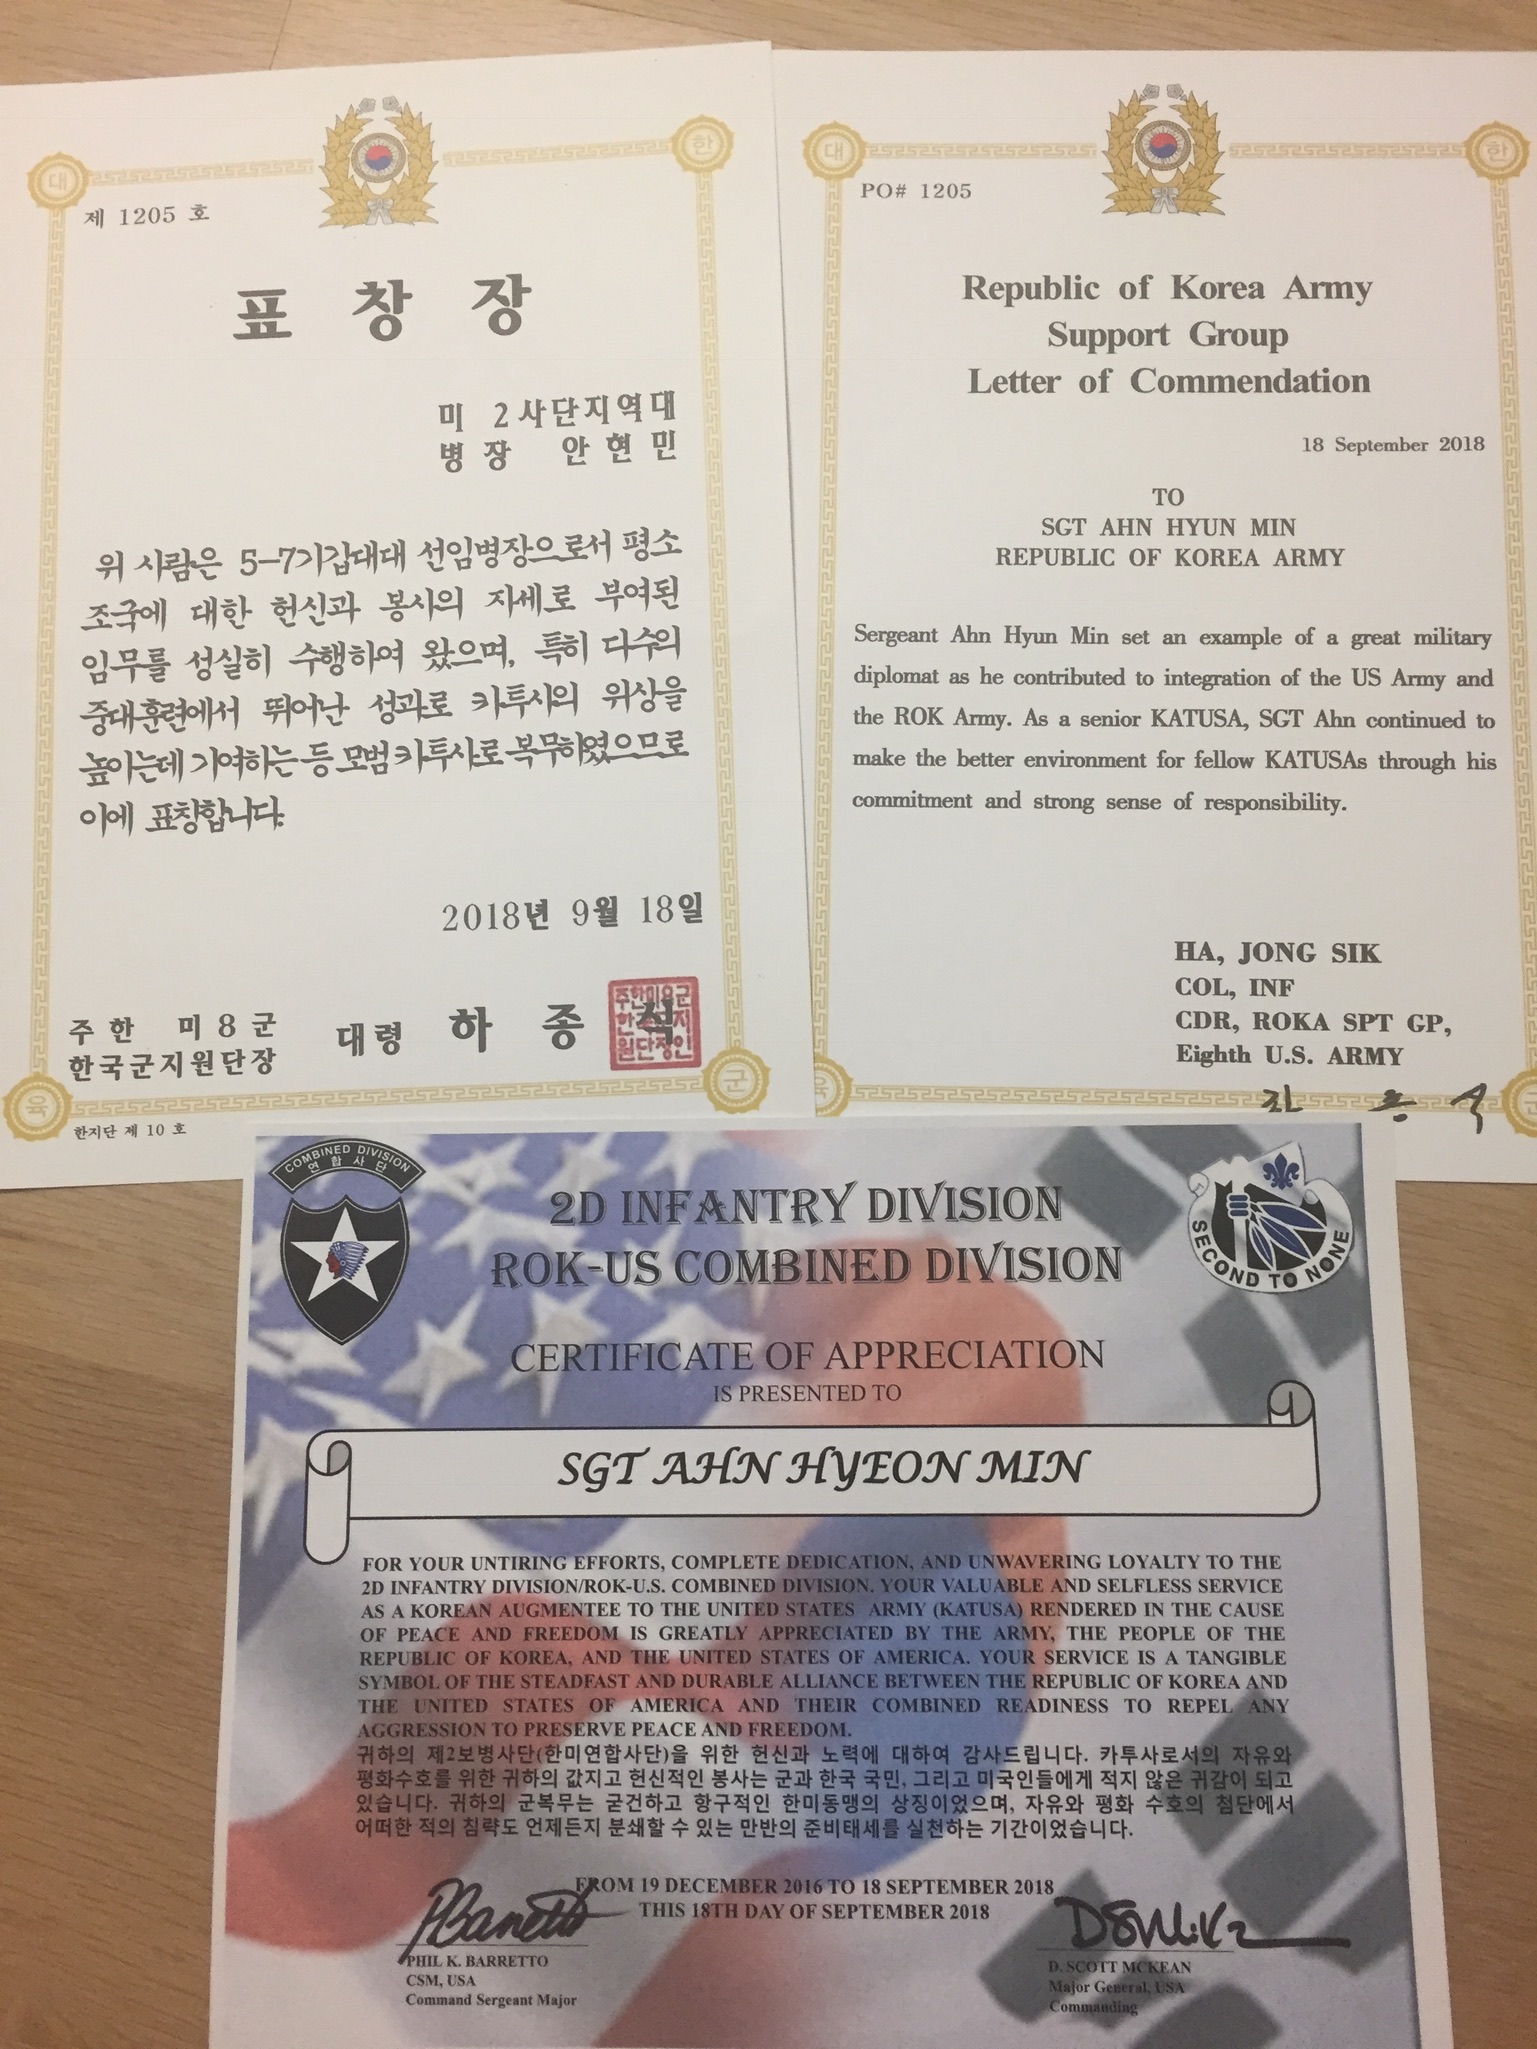 대
한
제 1205 호
표 창 장
미 2사단지역대
병장 안현민
위 사람은 5-7기갑대대 선임병장으로서 평소
조국에 대한 헌신과 봉사의 자세로 부여된
임무를 성실히 수행하여 왔으며, 특히 다수의
중대훈련에서 뛰어난 성과로 카투사의 위상을
높이는데 기여하는 등 모범 카투사로 복무하였으므로
이에 표창합니다.
2018년 9월 18일
주한 미8군
한국군지원단장
대령 하종석
주한미육군
한국군지
원단장인
육
군
한지단 제 10 호
대
한
PO# 1205
Republic of Korea Army
Support Group
Letter of Commendation
18 September 2018
TO
SGT AHN HYUN MIN
REPUBLIC OF KOREA ARMY
Sergeant Ahn Hyun Min set an example of a great military
diplomat as he contributed to integration of the US Army and
the ROK Army. As a senior KATUSA, SGT Ahn continued to
make the better environment for fellow KATUSAs through his
commitment and strong sense of responsibility.
HA, JONG SIK
COL, INF
CDR, ROKA SPT GP,
Eighth U.S. ARMY
육
군
COMBINED DIVISION
연합사단
2D INFANTRY DIVISION
ROK-US COMBINED DIVISION
SECOND TO NONE
CERTIFICATE OF APPRECIATION
IS PRESENTED TO
SGT AHN HYEON MIN
FOR YOUR UNTIRING EFFORTS, COMPLETE DEDICATION, AND UNWAVERING LOYALTY TO THE
2D INFANTRY DIVISION/ROK-U.S. COMBINED DIVISION. YOUR VALUABLE AND SELFLESS SERVICE
AS A KOREAN AUGMENTEE TO THE UNITED STATES ARMY (KATUSA) RENDERED IN THE CAUSE
OF PEACE AND FREEDOM IS GREATLY APPRECIATED BY THE ARMY, THE PEOPLE OF THE
REPUBLIC OF KOREA, AND THE UNITED STATES OF AMERICA. YOUR SERVICE IS A TANGIBLE
SYMBOL OF THE STEADFAST AND DURABLE ALLIANCE BETWEEN THE REPUBLIC OF KOREA AND
THE UNITED STATES OF AMERICA AND THEIR COMBINED READINESS TO REPEL ANY
AGGRESSION TO PRESERVE PEACE AND FREEDOM.
귀하의 제2보병사단(한미연합사단)을 위한 헌신과 노력에 대하여 감사드립니다. 카투사로서의 자유와
평화수호를 위한 귀하의 값지고 헌신적인 봉사는 군과 한국 국민, 그리고 미국인들에게 적지 않은 귀감이 되고
있습니다. 귀하의 군복무는 굳건하고 항구적인 한미동맹의 상징이었으며, 자유와 평화 수호의 첨단에서
어떠한 적의 침략도 언제든지 분쇄할 수 있는 만반의 준비태세를 실천하는 기간이었습니다.
FROM 19 DECEMBER 2016 TO 18 SEPTEMBER 2018
THIS 18TH DAY OF SEPTEMBER 2018
PHIL K. BARRETTO
CSM, USA
Command Sergeant Major
D. SCOTT MCKEAN
Major General, USA
Commanding